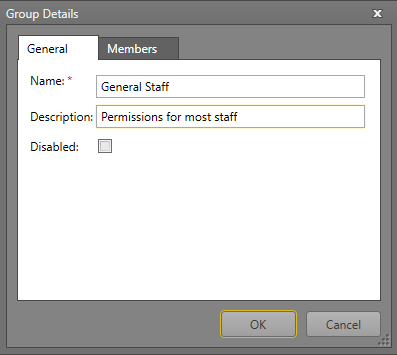 Group Details
General Members
Name: * General Staff
Description: Permissions for most staff
Disabled:
OK Cancel